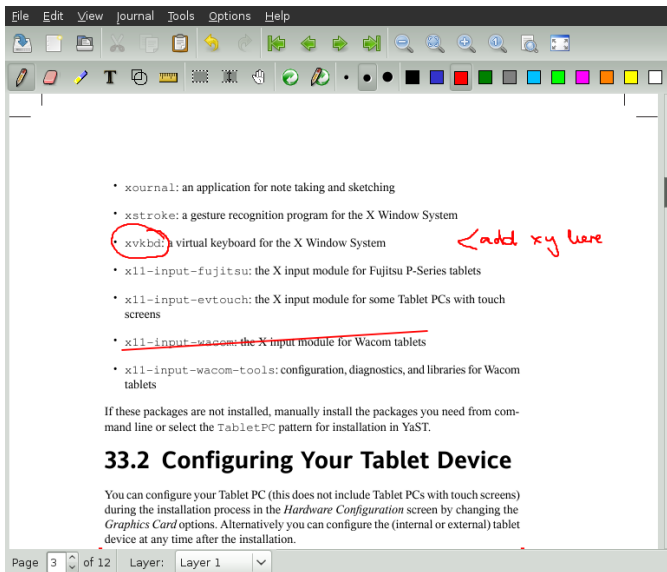 File Edit View Journal Tools Options Help
T
• xournal: an application for note taking and sketching
• xstroke: a gesture recognition program for the X Window System
• xvkbd: a virtual keyboard for the X Window System
add xy here
• x11-input-fujitsu: the X input module for Fujitsu P-Series tablets
• x11-input-evtouch: the X input module for some Tablet PCs with touch
screens
• x11-input-wacom: the X input module for Wacom tablets
• x11-input-wacom-tools: configuration, diagnostics, and libraries for Wacom
tablets
If these packages are not installed, manually install the packages you need from com-
mand line or select the TabletPC pattern for installation in YaST.
33.2 Configuring Your Tablet Device
You can configure your Tablet PC (this does not include Tablet PCs with touch screens)
during the installation process in the Hardware Configuration screen by changing the
Graphics Card options. Alternatively you can configure the (internal or external) tablet
device at any time after the installation.
Page 3 of 12 Layer: Layer 1